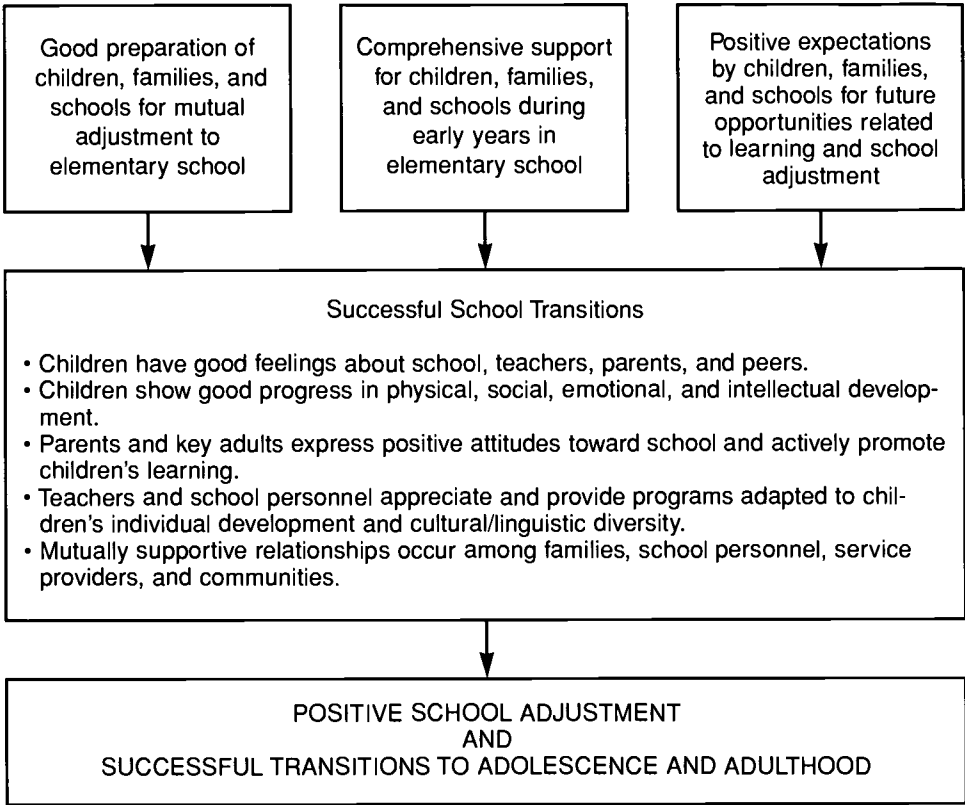 Good preparation of
children, families, and
schools for mutual
adjustment to
elementary school
Comprehensive support
for children, families,
and schools during
early years in
elementary school
Positive expectations
by children, families,
and schools for future
opportunities related
to learning and school
adjustment
Successful School Transitions
• Children have good feelings about school, teachers, parents, and peers.
• Children show good progress in physical, social, emotional, and intellectual develop-
ment.
• Parents and key adults express positive attitudes toward school and actively promote
children's learning.
• Teachers and school personnel appreciate and provide programs adapted to chil-
dren's individual development and cultural/linguistic diversity.
• Mutually supportive relationships occur among families, school personnel, service
providers, and communities.
POSITIVE SCHOOL ADJUSTMENT
AND
SUCCESSFUL TRANSITIONS TO ADOLESCENCE AND ADULTHOOD